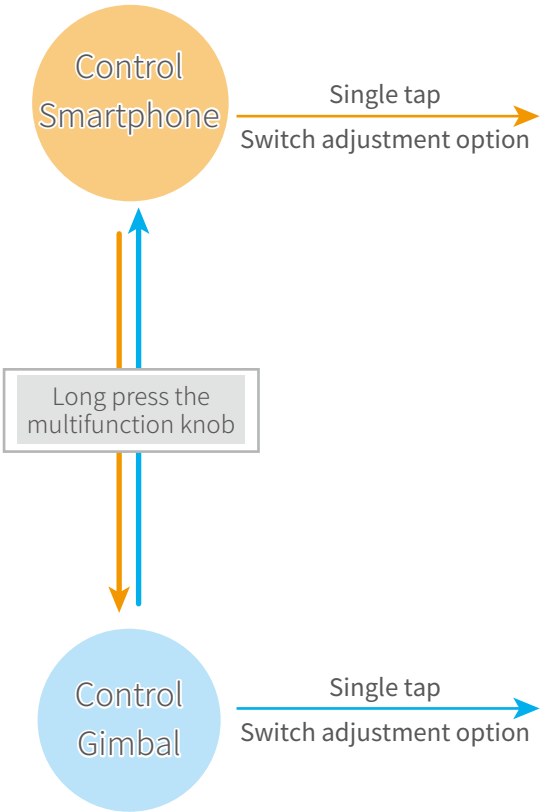 Control
Smartphone
Single tap
Switch adjustment option
Long press the
multifunction knob
Control
Gimbal
Single tap
Switch adjustment option